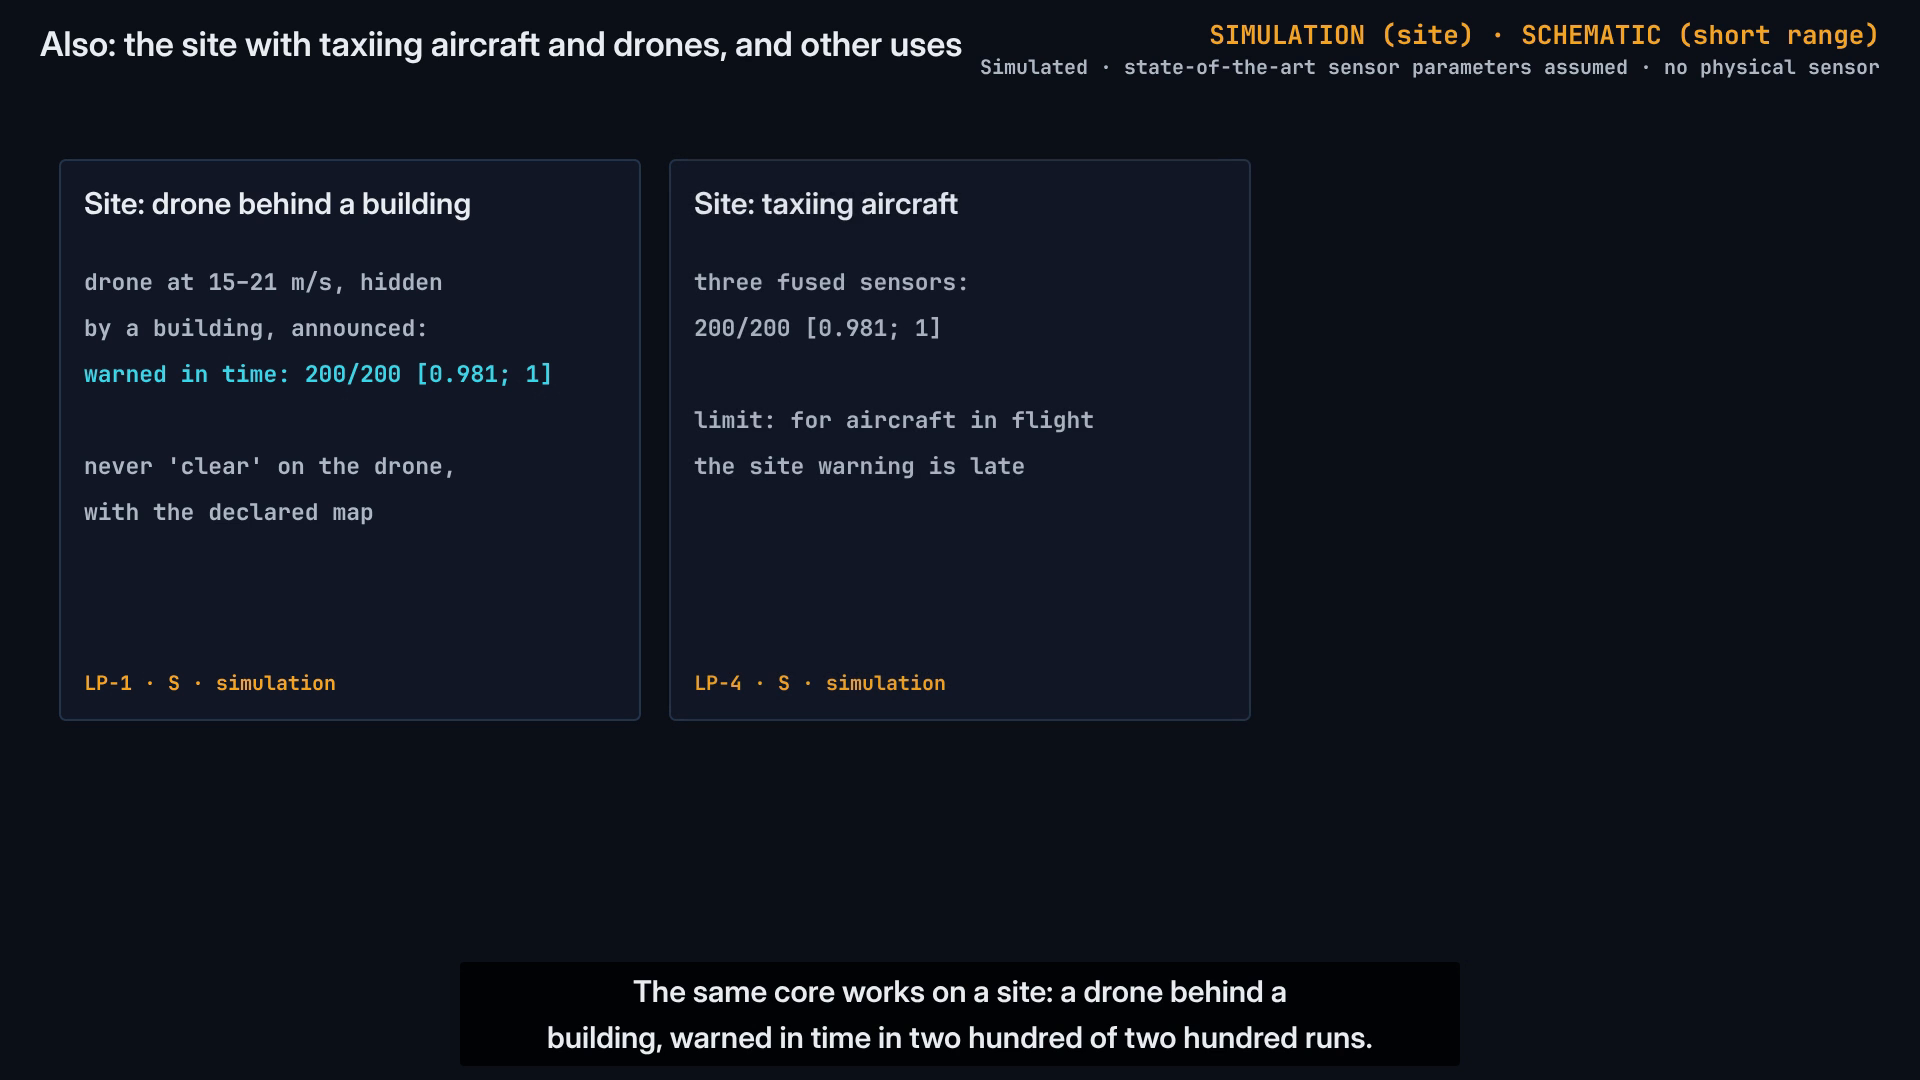 Also: the site with taxiing aircraft and drones, and other uses
SIMULATION (site) · SCHEMATIC (short range)
Simulated · state-of-the-art sensor parameters assumed · no physical sensor
Site: drone behind a building
drone at 15–21 m/s, hidden
by a building, announced:
warned in time: 200/200 [0.981; 1]
never 'clear' on the drone,
with the declared map
LP-1 · S · simulation
Site: taxiing aircraft
three fused sensors:
200/200 [0.981; 1]
limit: for aircraft in flight
the site warning is late
LP-4 · S · simulation
The same core works on a site: a drone behind a
building, warned in time in two hundred of two hundred runs.